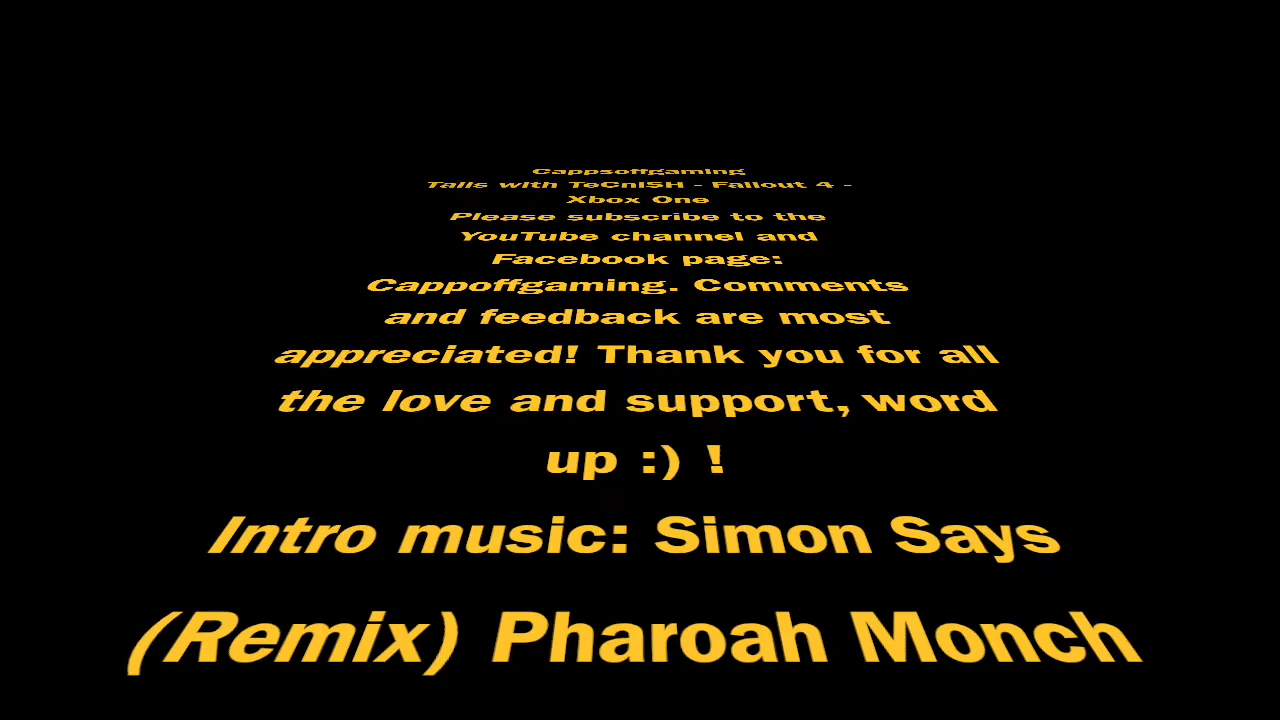 Cappsoffgaming
Tails with TeCniSH - Fallout 4 -
Xbox One
Please subscribe to the
YouTube channel and
Facebook page:
Cappoffgaming. Comments
and feedback are most
appreciated! Thank you for all
the love and support, word
up :) !
Intro music: Simon Says
(Remix) Pharoah Monch